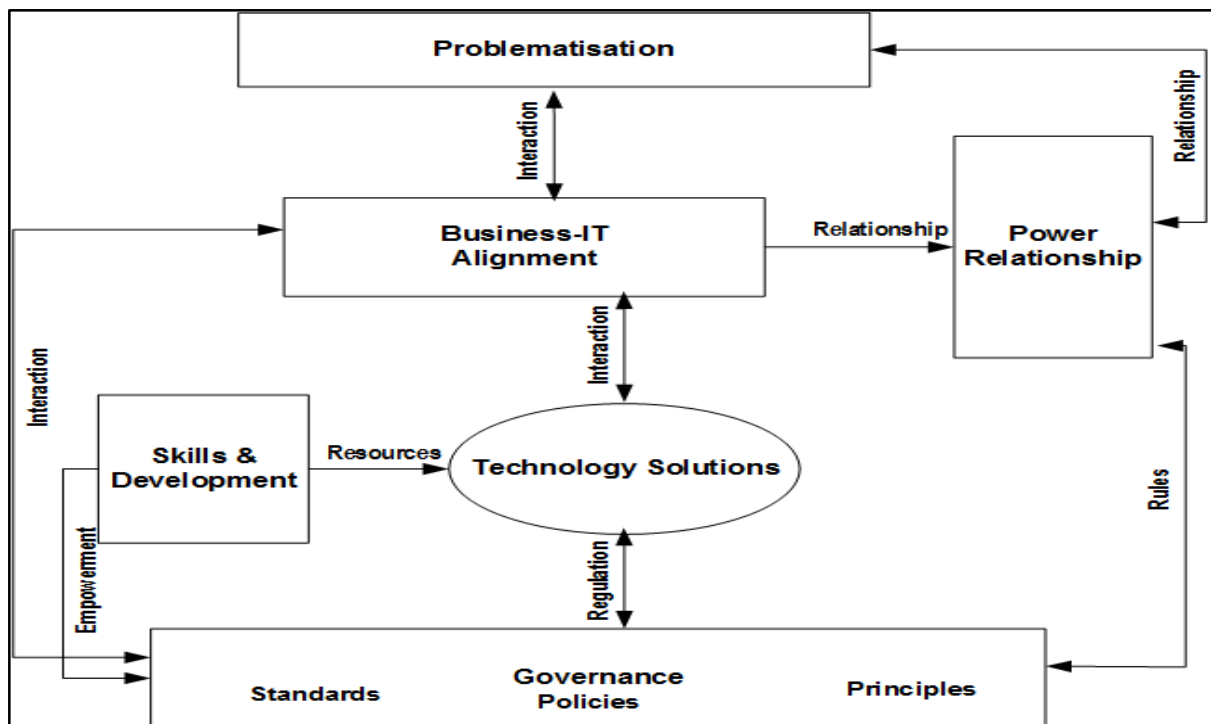 Problematisation
Relationship
Interaction
Business-IT
Alignment
Relationship
Power
Relationship
Interaction
Interaction
Skills &
Development
Resources
Technology Solutions
Rules
Empowerment
Regulation
Governance
Standards
Policies
Principles